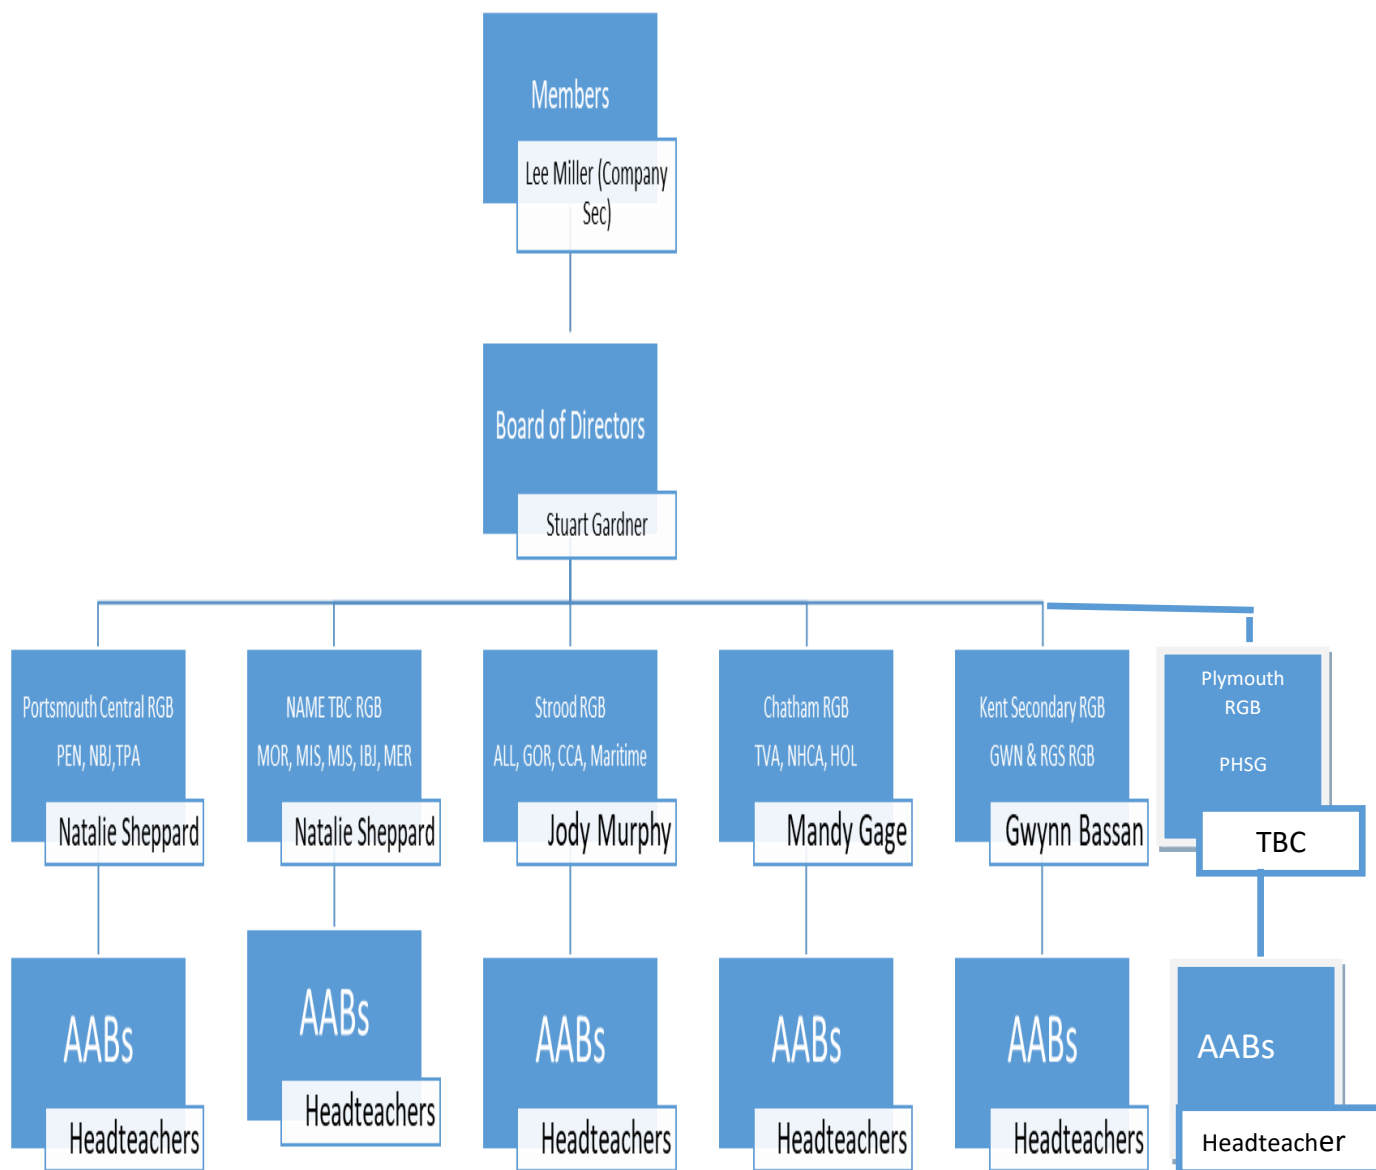 Members
Lee Miller (Company
Sec)
Board of Directors
Stuart Gardner
Portsmouth Central RGB
PEN, NBJ,TPA
Natalie Sheppard
NAME TBC RGB
MOR, MIS, MJS, IBJ, MER
Natalie Sheppard
Strood RGB
ALL, GOR, CCA, Maritime
Jody Murphy
Chatham RGB
TVA, NHCA, HOL
Mandy Gage
Kent Secondary RGB
GWN & RGS RGB
Gwynn Bassan
Plymouth
RGB
PHSG
TBC
AABs
Headteachers
AABs
Headteachers
AABs
Headteachers
AABs
Headteachers
AABs
Headteachers
AABs
Headteacher